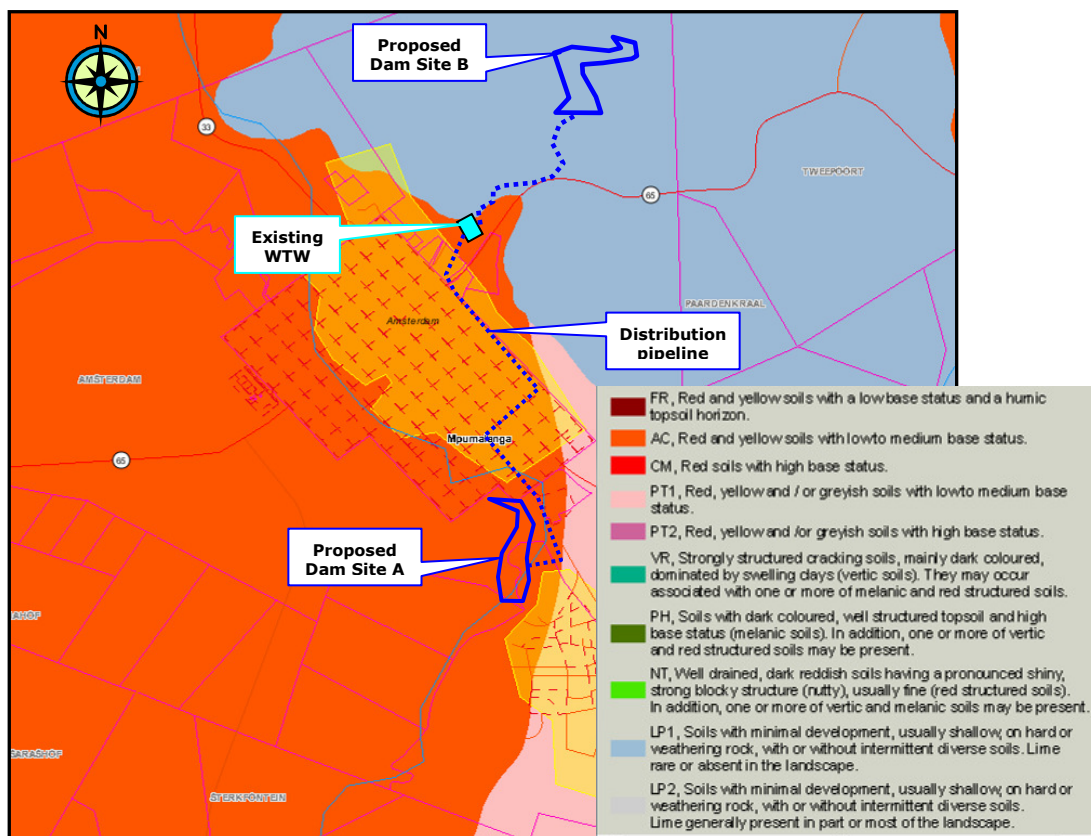 N
Proposed
Dam Site B
33
TWEEPOORT
65
Existing
WTW
PAARDENKRAAL
Amsterdam
Distribution
pipeline
AMSTERDAM
Mpumalanga
65
Proposed
Dam Site A
GARASHOF
STERKFONTEIN
FR, Red and yellow soils with a low base status and a humic
topsoil horizon.
AC, Red and yellow soils with low to medium base status.
CM, Red soils with high base status.
PT1, Red, yellow and / or greyish soils with low to medium base
status.
PT2, Red, yellow and /or greyish soils with high base status.
VR, Strongly structured cracking soils, mainly dark coloured,
dominated by swelling clays (vertic soils). They may occur
associated with one or more of melanic and red structured soils.
PH, Soils with dark coloured, well structured topsoil and high
base status (melanic soils). In addition, one or more of vertic
and red structured soils may be present.
NT, Well drained, dark reddish soils having a pronounced shiny,
strong blocky structure (nutty), usually fine (red structured soils).
In addition, one or more of vertic and melanic soils may be present.
LP1, Soils with minimal development, usually shallow, on hard or
weathering rock, with or without intermittent diverse soils. Lime
rare or absent in the landscape.
LP2, Soils with minimal development, usually shallow, on hard or
weathering rock, with or without intermittent diverse soils.
Lime generally present in part or most of the landscape.